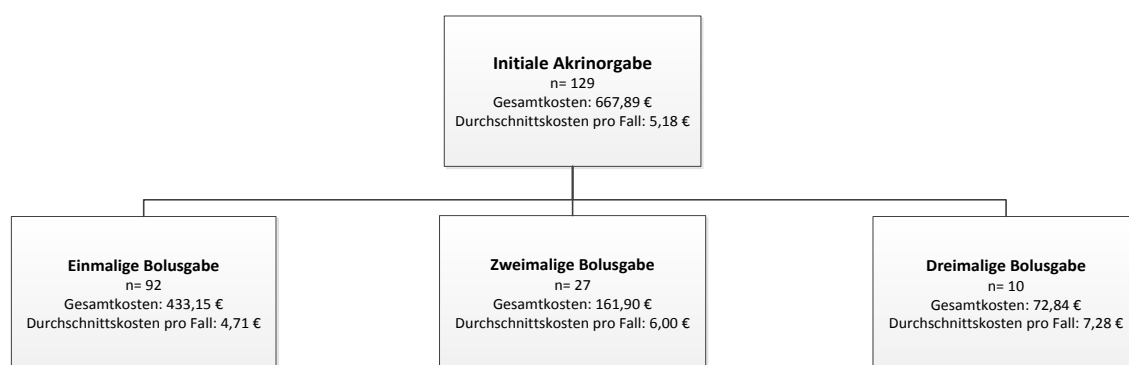 Initiale Akrinorgabe
n= 129
Gesamtkosten: 667,89 €
Durchschnittskosten pro Fall: 5,18 €
Einmalige Bolusgabe
n= 92
Gesamtkosten: 433,15 €
Durchschnittskosten pro Fall: 4,71 €
Zweimalige Bolusgabe
n= 27
Gesamtkosten: 161,90 €
Durchschnittskosten pro Fall: 6,00 €
Dreimalige Bolusgabe
n= 10
Gesamtkosten: 72,84 €
Durchschnittskosten pro Fall: 7,28 €